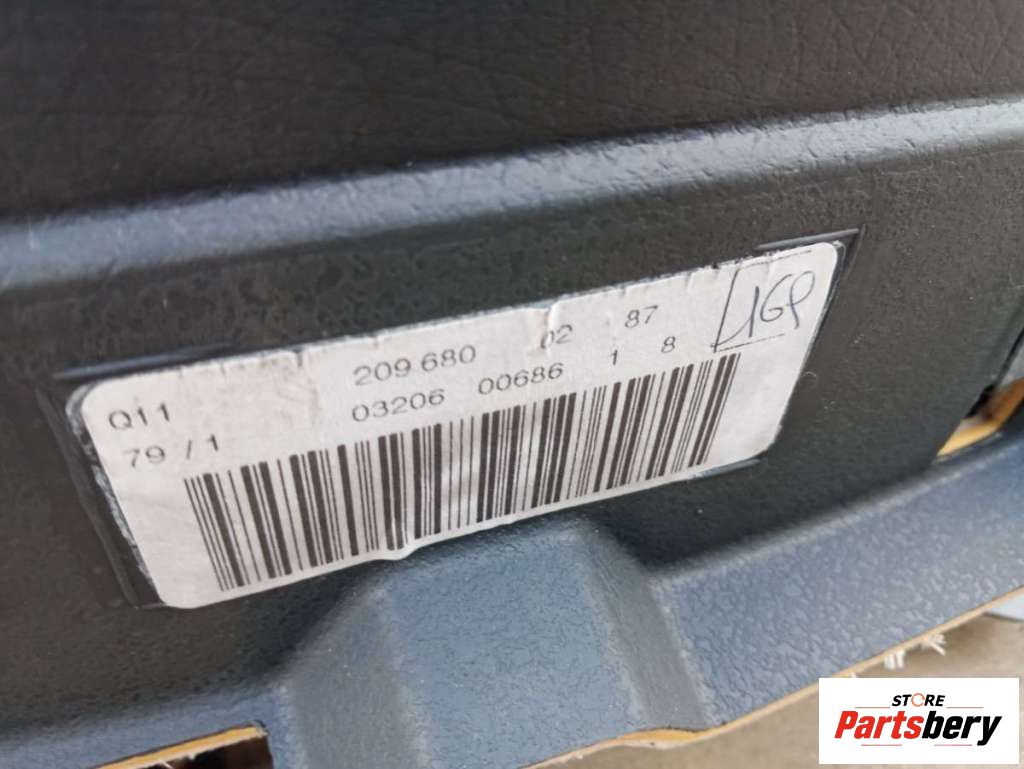 209 680 02 87
Q11 03206 00686 1 8
79 / 1
STORE
Partsbery